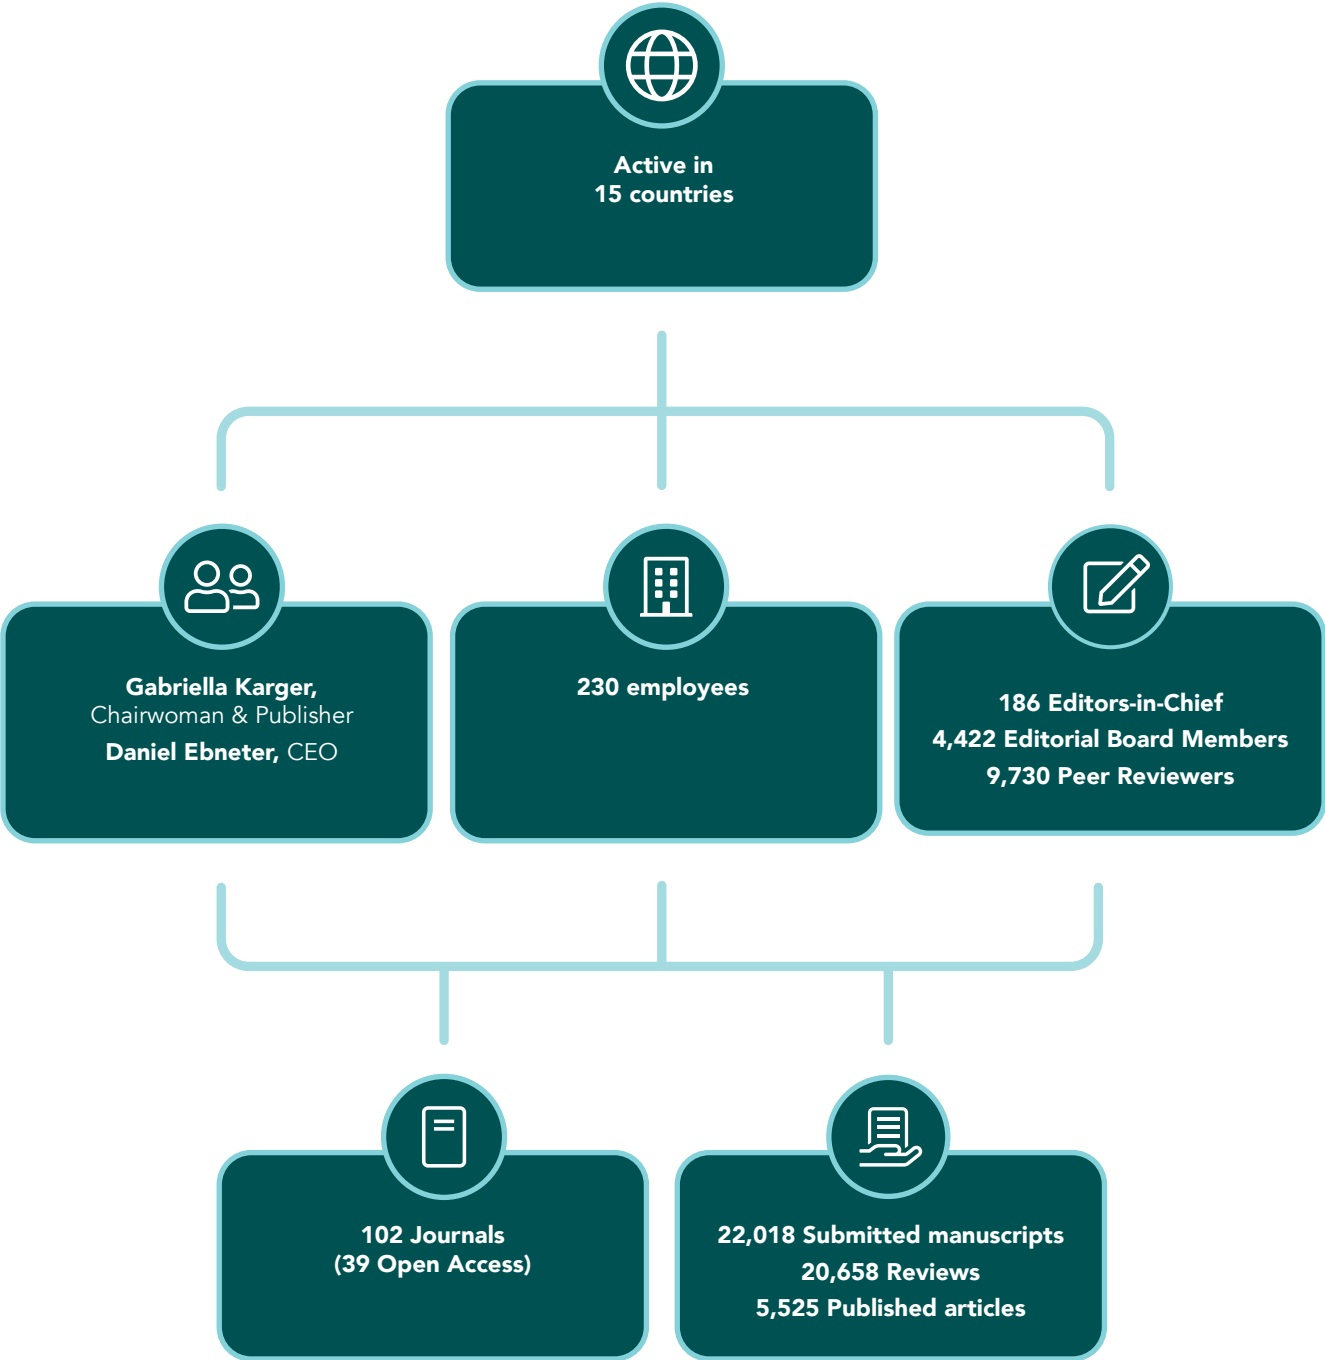 Active in
15 countries
Gabriella Karger,
Chairwoman & Publisher
Daniel Ebneter, CEO
230 employees
186 Editors-in-Chief
4,422 Editorial Board Members
9,730 Peer Reviewers
102 Journals
(39 Open Access)
22,018 Submitted manuscripts
20,658 Reviews
5,525 Published articles